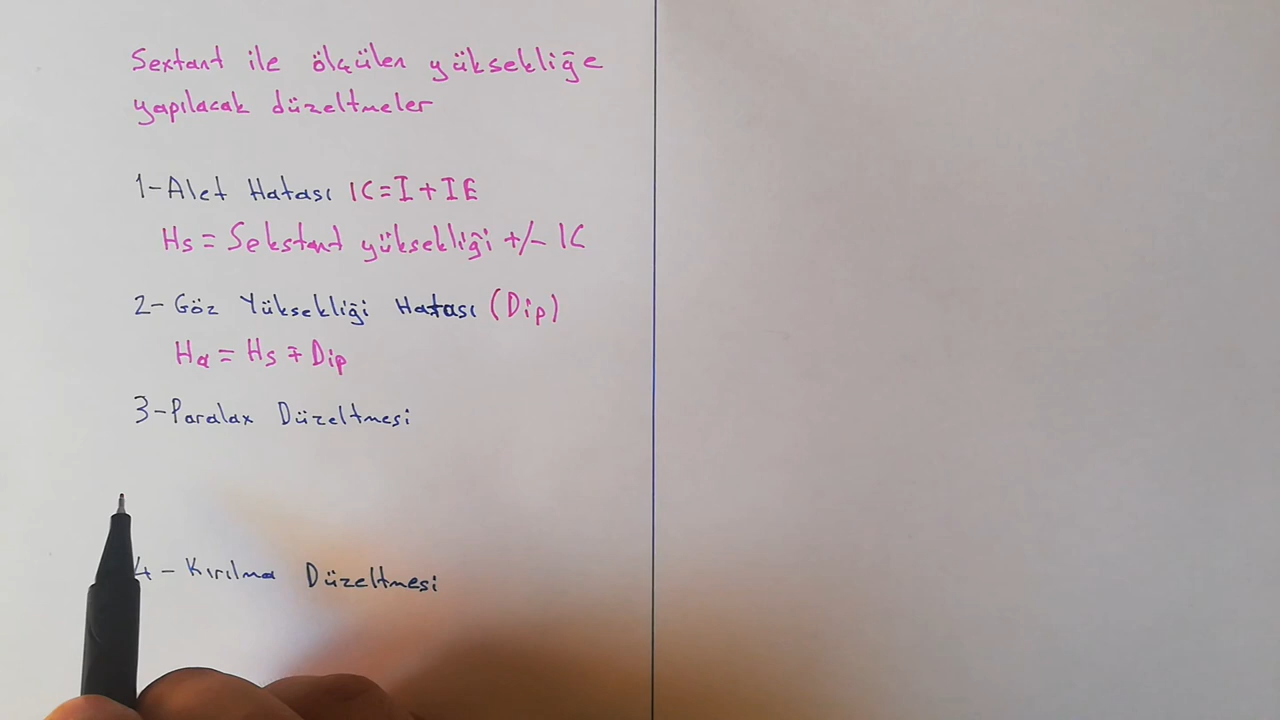 Sextant ile ölçülen yüksekliğe
yapılacak düzeltmeler
1-Alet Hatası IC=I+IE
Hs = Sekstant yüksekliği +/- IC
2-Göz Yüksekliği Hatası (Dip)
Ha = Hs ∓ Dip
3-Paralax Düzeltmesi
4-Kırılma Düzeltmesi